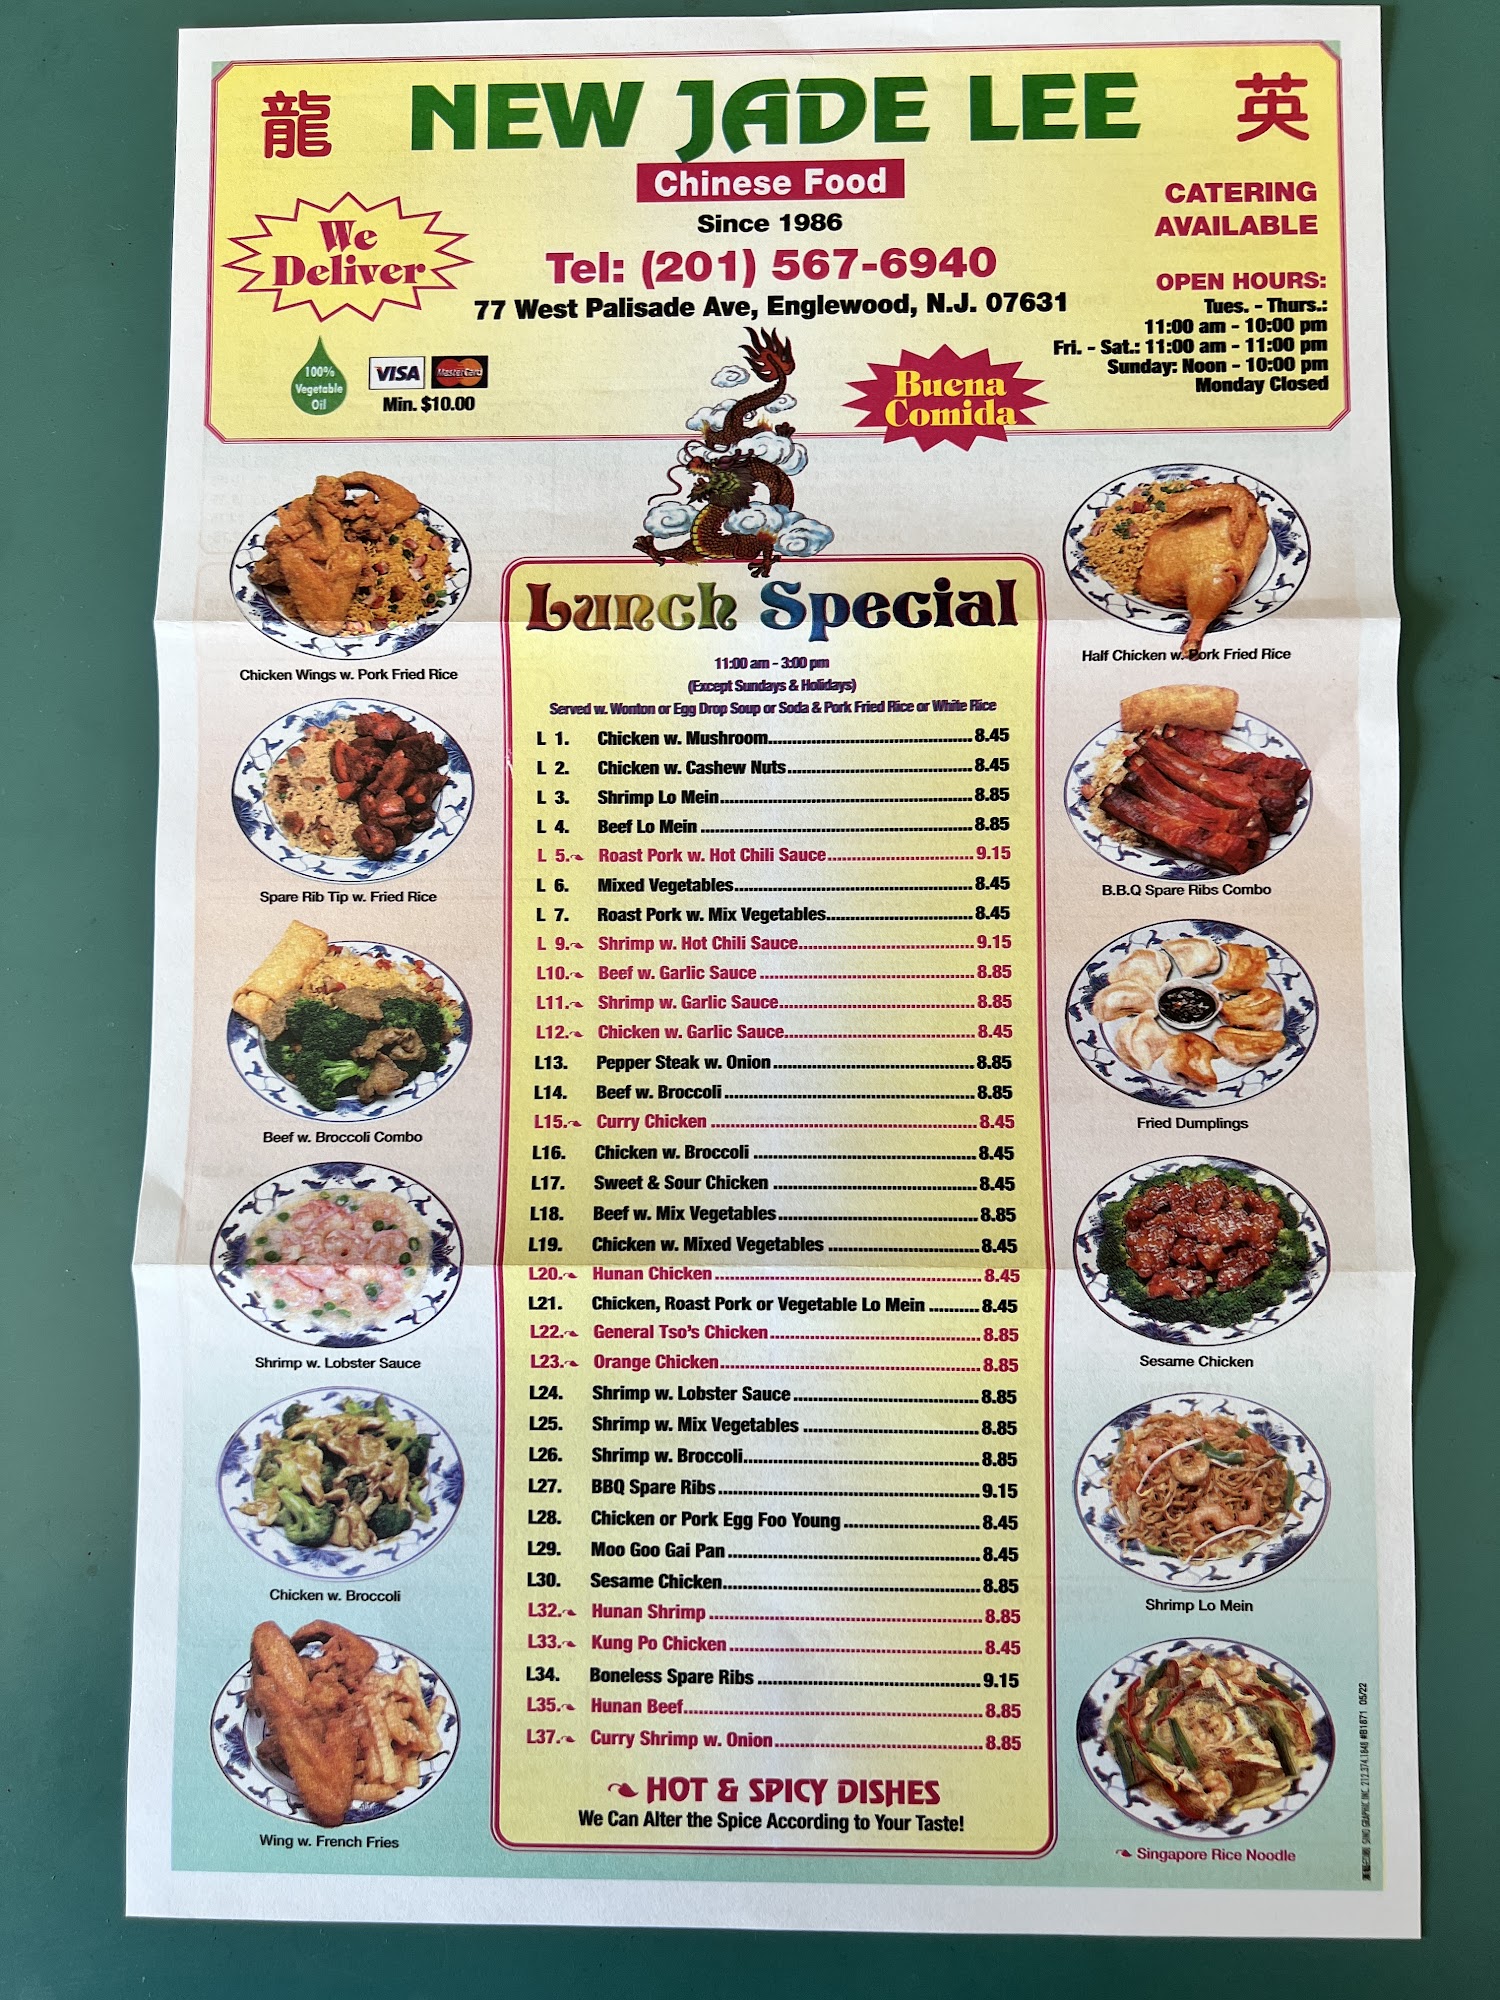 龍
NEW JADE LEE
英
Chinese Food
Since 1986
Tel: (201) 567-6940
77 West Palisade Ave, Englewood, N.J. 07631
We
Deliver
100%
Vegetable
Oil
VISA
MasterCard
Min. $10.00
CATERING
AVAILABLE
OPEN HOURS:
Tues. - Thurs.:
11:00 am - 10:00 pm
Fri. - Sat.: 11:00 am - 11:00 pm
Sunday: Noon - 10:00 pm
Monday Closed
Buena
Comida
Chicken Wings w. Pork Fried Rice
Spare Rib Tip w. Fried Rice
Beef w. Broccoli Combo
Shrimp w. Lobster Sauce
Chicken w. Broccoli
Wing w. French Fries
Lunch Special
11:00 am - 3:00 pm
(Except Sundays & Holidays)
Served w. Wonton or Egg Drop Soup or Soda & Pork Fried Rice or White Rice
L 1. Chicken w. Mushroom 8.45
L 2. Chicken w. Cashew Nuts 8.45
L 3. Shrimp Lo Mein 8.85
L 4. Beef Lo Mein 8.85
L 5. Roast Pork w. Hot Chili Sauce 9.15
L 6. Mixed Vegetables 8.45
L 7. Roast Pork w. Mix Vegetables 8.45
L 9. Shrimp w. Hot Chili Sauce 9.15
L10. Beef w. Garlic Sauce 8.85
L11. Shrimp w. Garlic Sauce 8.85
L12. Chicken w. Garlic Sauce 8.45
L13. Pepper Steak w. Onion 8.85
L14. Beef w. Broccoli 8.85
L15. Curry Chicken 8.45
L16. Chicken w. Broccoli 8.45
L17. Sweet & Sour Chicken 8.45
L18. Beef w. Mix Vegetables 8.85
L19. Chicken w. Mixed Vegetables 8.45
L20. Hunan Chicken 8.45
L21. Chicken, Roast Pork or Vegetable Lo Mein 8.45
L22. General Tso's Chicken 8.85
L23. Orange Chicken 8.85
L24. Shrimp w. Lobster Sauce 8.85
L25. Shrimp w. Mix Vegetables 8.85
L26. Shrimp w. Broccoli 8.85
L27. BBQ Spare Ribs 9.15
L28. Chicken or Pork Egg Foo Young 8.45
L29. Moo Goo Gai Pan 8.45
L30. Sesame Chicken 8.85
L32. Hunan Shrimp 8.85
L33. Kung Po Chicken 8.45
L34. Boneless Spare Ribs 9.15
L35. Hunan Beef 8.85
L37. Curry Shrimp w. Onion 8.85
HOT & SPICY DISHES
We Can Alter the Spice According to Your Taste!
Half Chicken w. Pork Fried Rice
B.B.Q Spare Ribs Combo
Fried Dumplings
Sesame Chicken
Shrimp Lo Mein
Singapore Rice Noodle
SINO GRAPHIC INC. 212.374.1848 #B1871 05/22